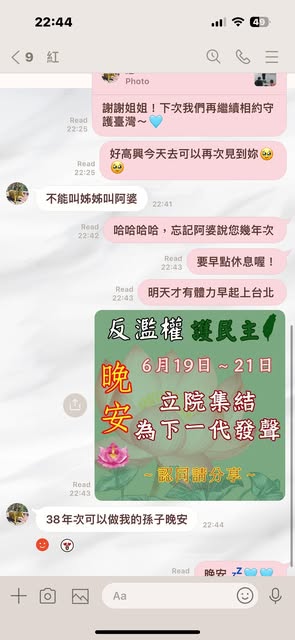 22:44
49
9 紅
Photo
謝謝姐姐！下次我們再繼續相約守
護臺灣～🩵
Read
22:25
好高興今天去可以再次見到妳🥹
🥹
Read
22:25
不能叫姊姊叫阿婆
22:41
哈哈哈哈，忘記阿婆說您幾年次
Read
22:42
要早點休息喔！
Read
22:43
明天才有體力早起上台北
Read
22:43
反濫權 護民主
晚安
6月19日~21日
立院集結
為下一代發聲
~認同請分享~
Read
22:43
38年次可以做我的孫子晚安
22:44
Read
晚安 💤🩵🩵
Aa